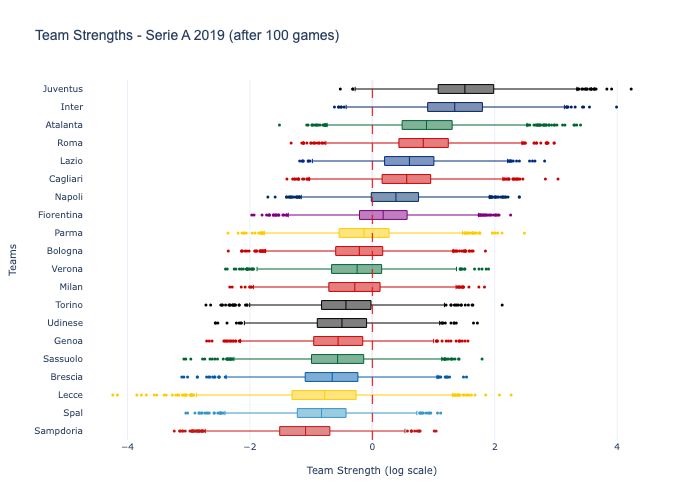 Team Strengths - Serie A 2019 (after 100 games)
Juventus
Inter
Atalanta
Roma
Lazio
Cagliari
Napoli
Fiorentina
Parma
Bologna
Verona
Milan
Torino
Udinese
Genoa
Sassuolo
Brescia
Lecce
Spal
Sampdoria
Teams
−4
−2
0
2
4
Team Strength (log scale)